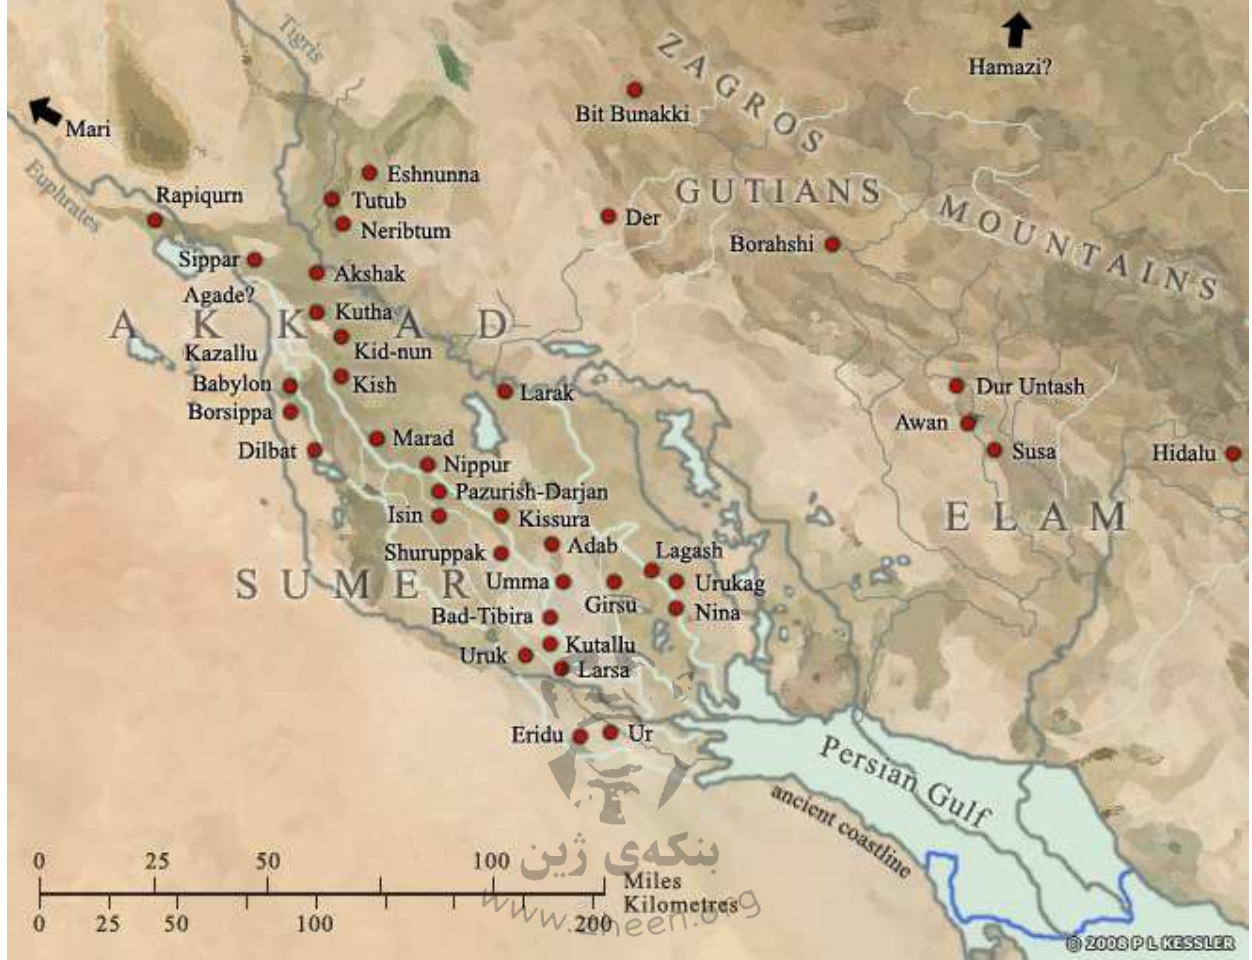 Tigris
ZAGROS
Hamazi?
Bit Bunakki
Mari
Euphrates
Eshnunna
Rapiqurn
Tutub
GUTIANS
MOUNTAINS
Neribtum
Der
Borahshi
Sippar
Akshak
Agade?
Kutha
AKKAD
Kid-nun
Kazallu
Babylon
Kish
Larak
Dur Untash
Borsippa
Awan
Dilbat
Marad
Susa
Hidalu
Nippur
Pazurish-Darjan
Isin
Kissura
ELAM
Adab
Shuruppak
Lagash
SUMER
Umma
Urukag
Girsu
Nina
Bad-Tibira
Kutallu
Uruk
Larsa
Eridu
Ur
Persian Gulf
ancient coastline
بنکەی ژین
www.zheen.org
0 25 50 100
Miles
Kilometres
0 25 50 100 200
© 2008 P L KESSLER